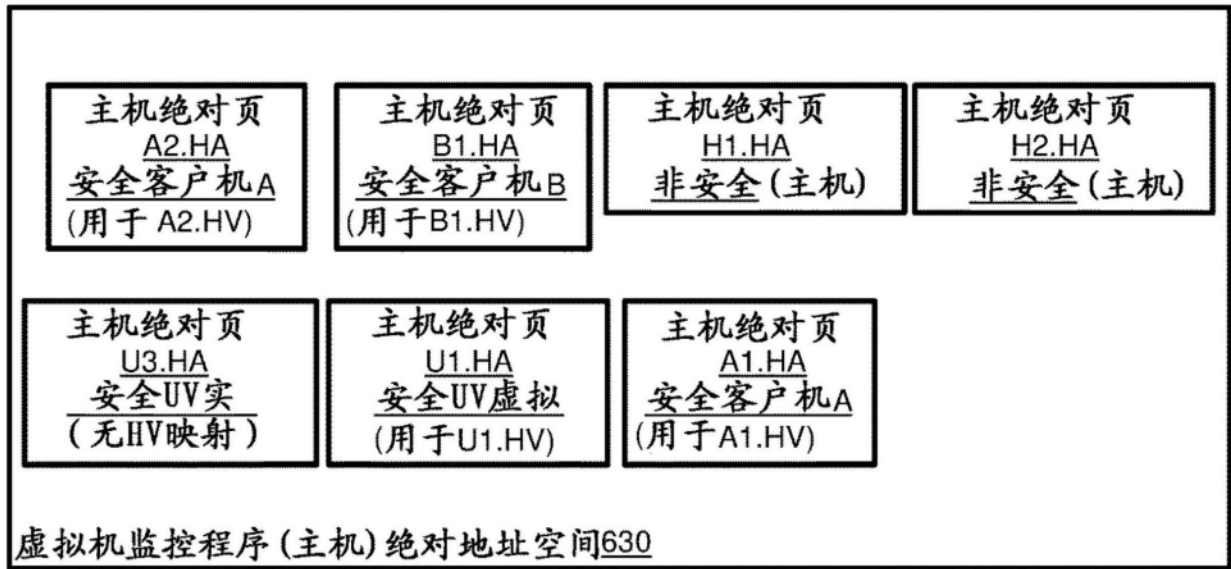 主机绝对页
A2.HA
安全客户机A
(用于 A2.HV)
主机绝对页
B1.HA
安全客户机B
(用于B1.HV)
主机绝对页
H1.HA
非安全(主机)
主机绝对页
H2.HA
非安全(主机)
主机绝对页
U3.HA
安全UV实
(无HV映射)
主机绝对页
U1.HA
安全UV虚拟
(用于U1.HV)
主机绝对页
A1.HA
安全客户机A
(用于A1.HV)
虚拟机监控程序(主机)绝对地址空间630